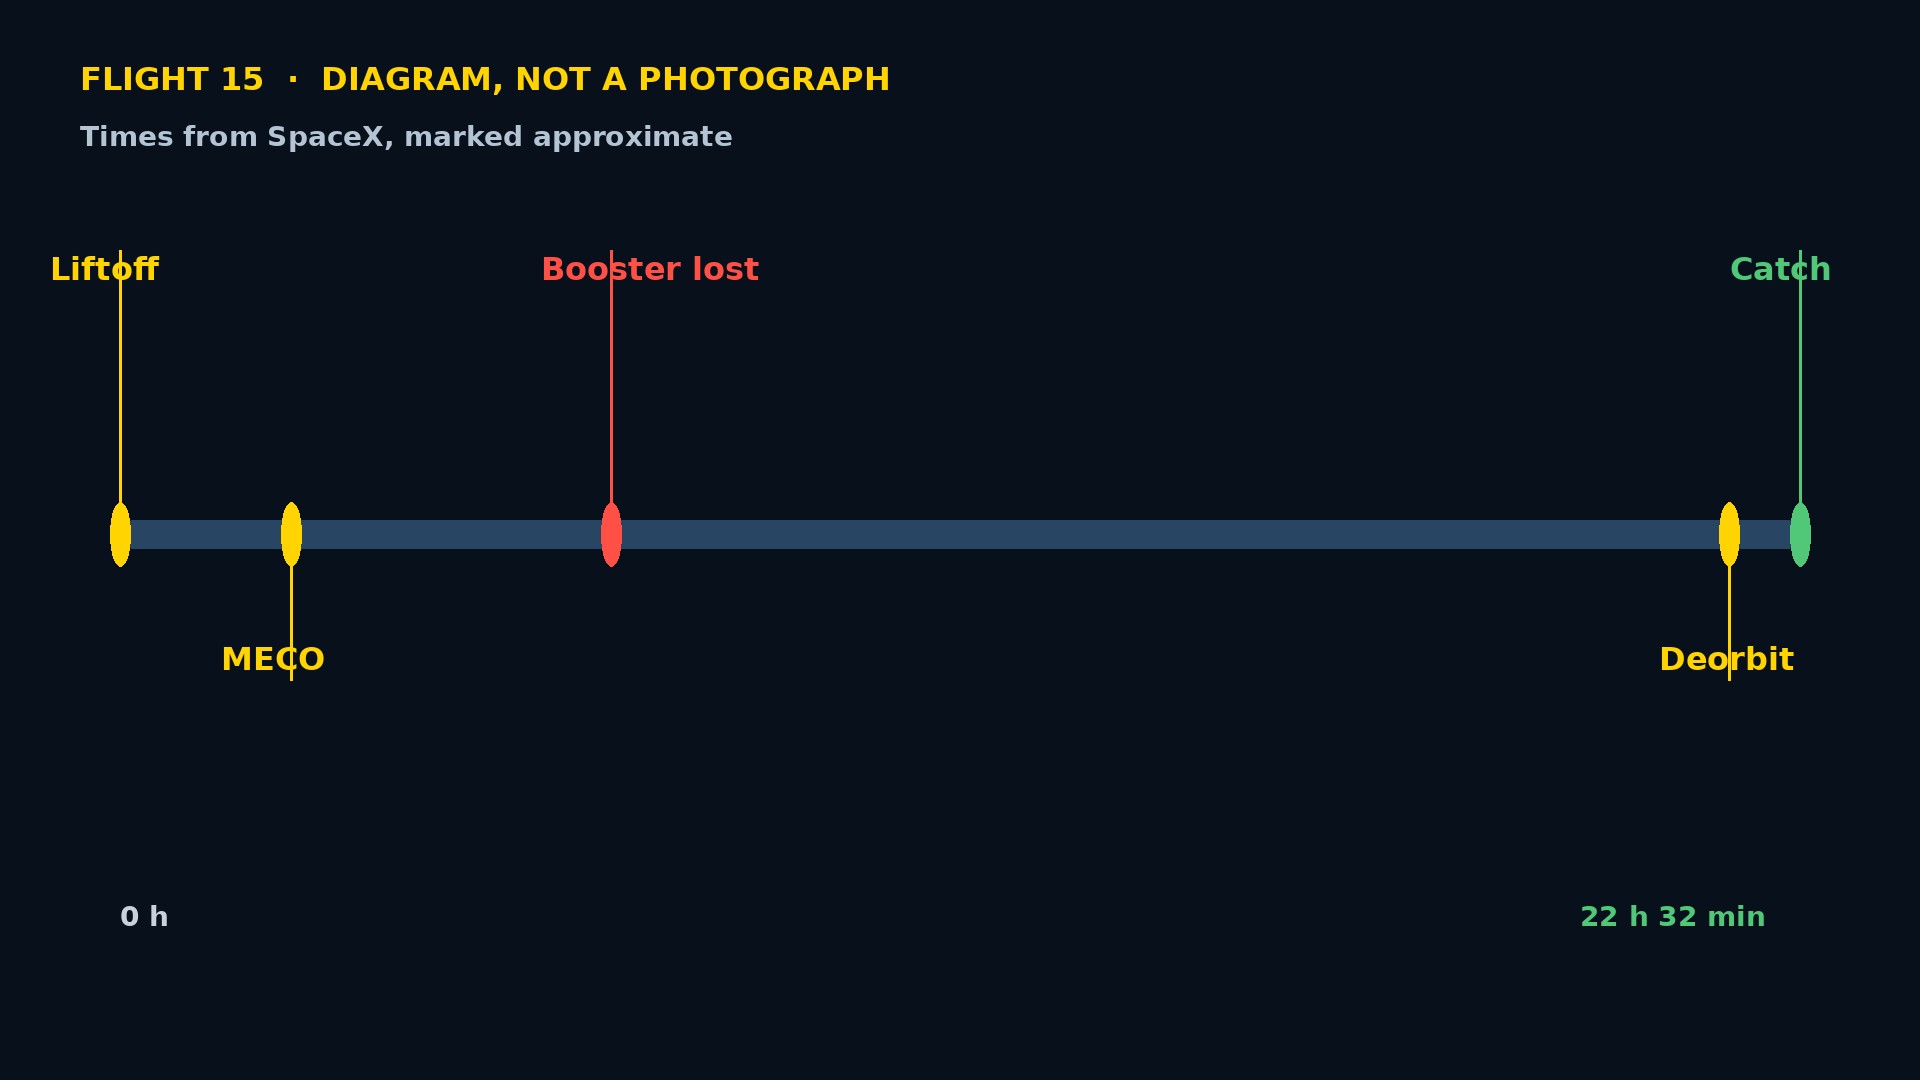 FLIGHT 15 · DIAGRAM, NOT A PHOTOGRAPH
Times from SpaceX, marked approximate
Liftoff
Booster lost
Catch
MECO
Deorbit
0 h
22 h 32 min